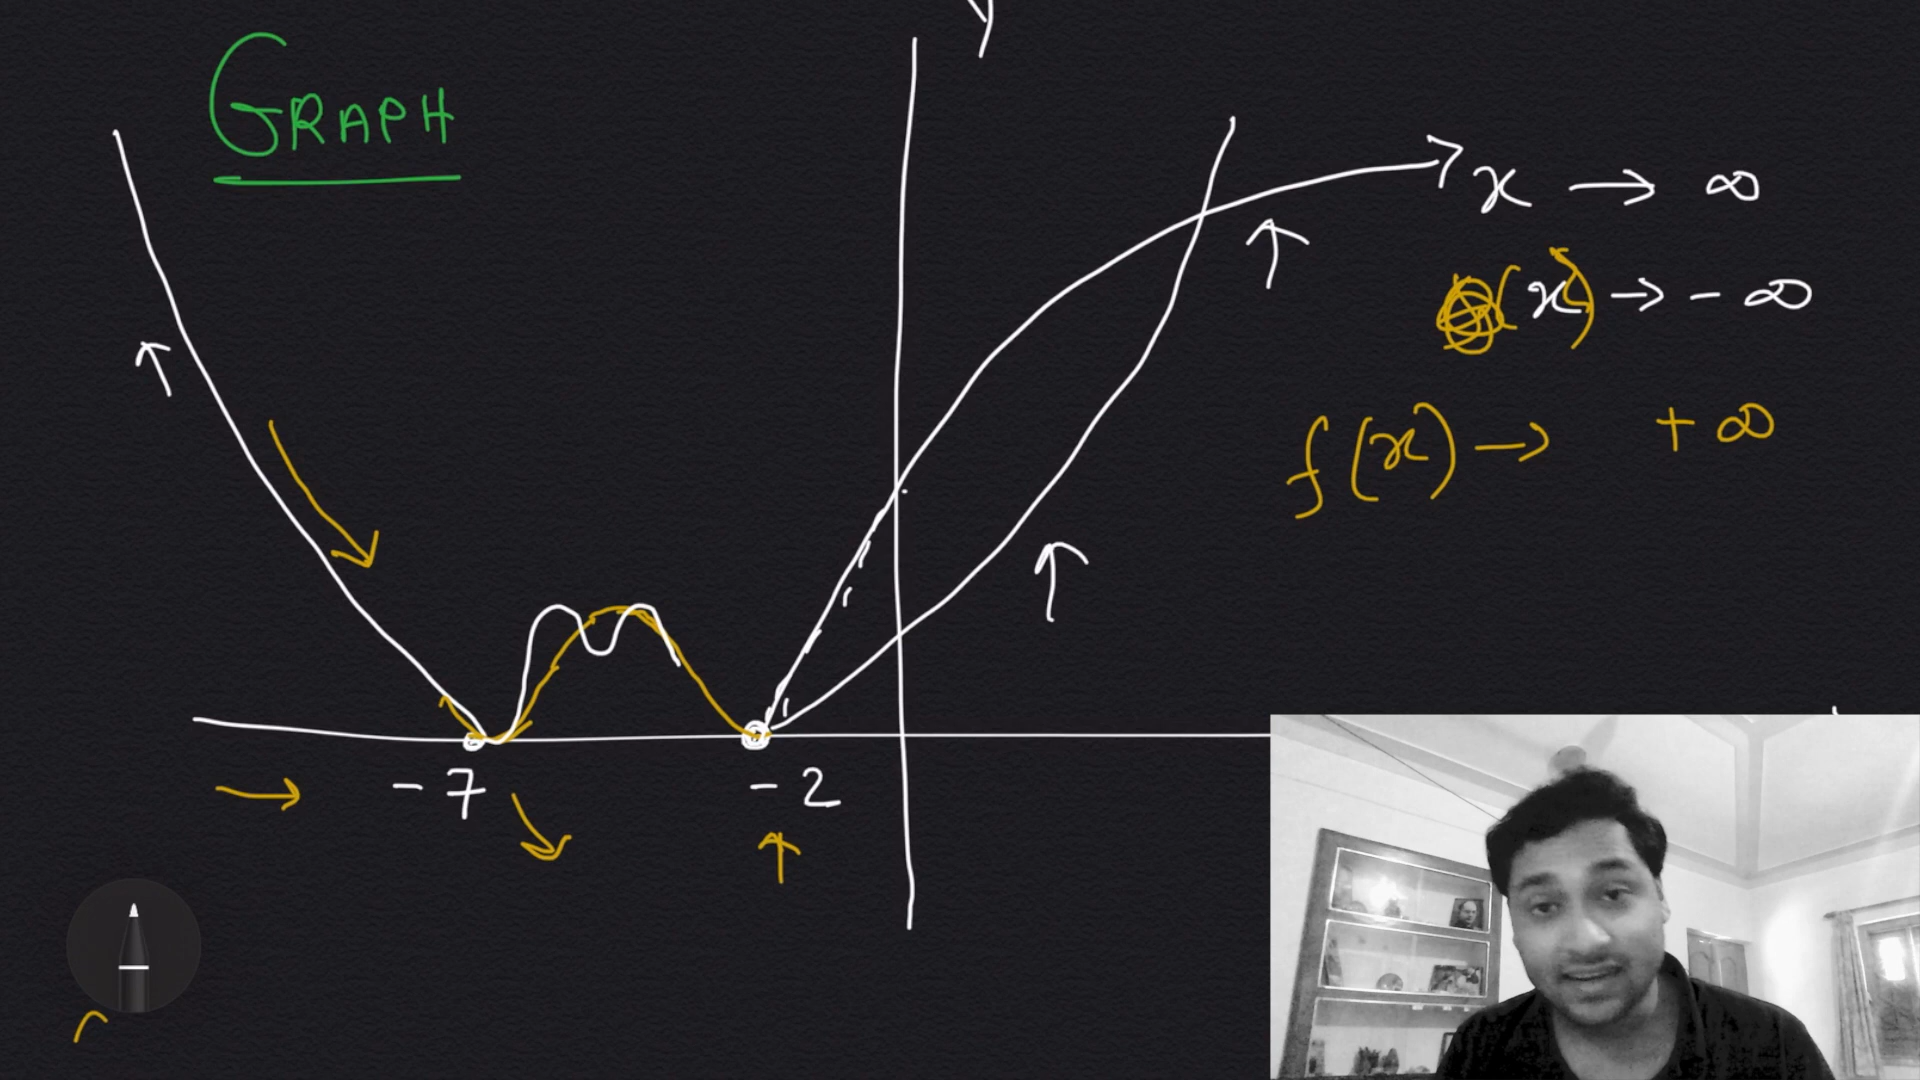 y
GRAPH
x → ∞
(x) → - ∞
f(x) → + ∞
- 7
- 2